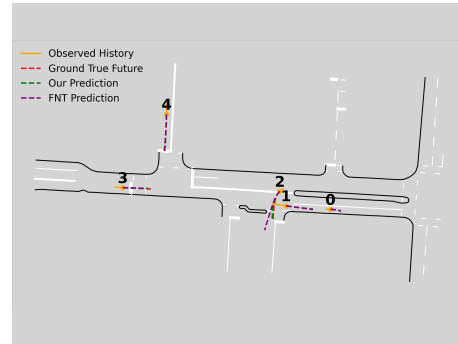 Observed History
Ground True Future
Our Prediction
FNT Prediction
4
3
2
1
0